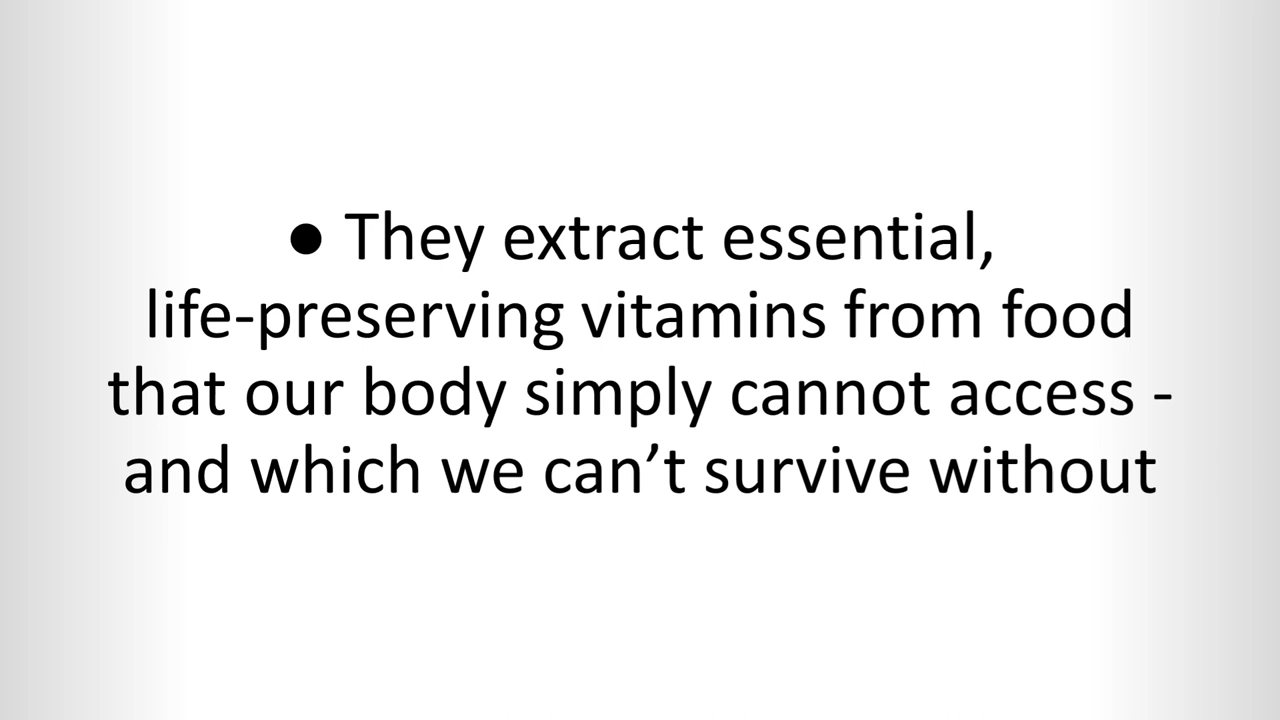 ● They extract essential,
life-preserving vitamins from food
that our body simply cannot access -
and which we can’t survive without